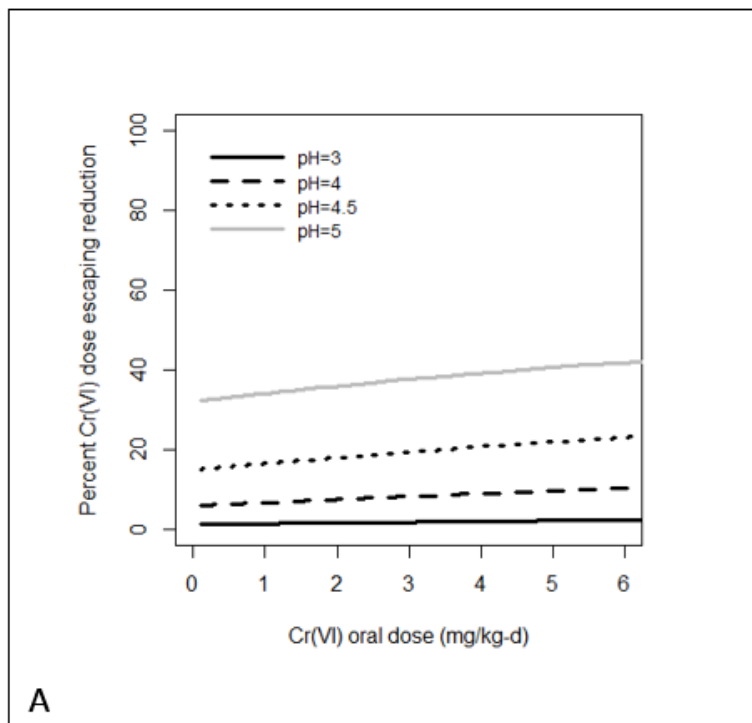 Percent Cr(VI) dose escaping reduction
100
80
60
40
20
0
pH=3
pH=4
pH=4.5
pH=5
0 1 2 3 4 5 6
Cr(VI) oral dose (mg/kg-d)
A